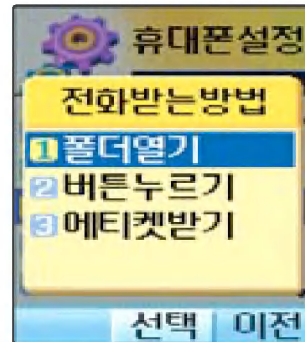 휴대폰설정
전화받는방법
1 폴더열기
2 버튼누르기
3 에티켓받기
선택 이전